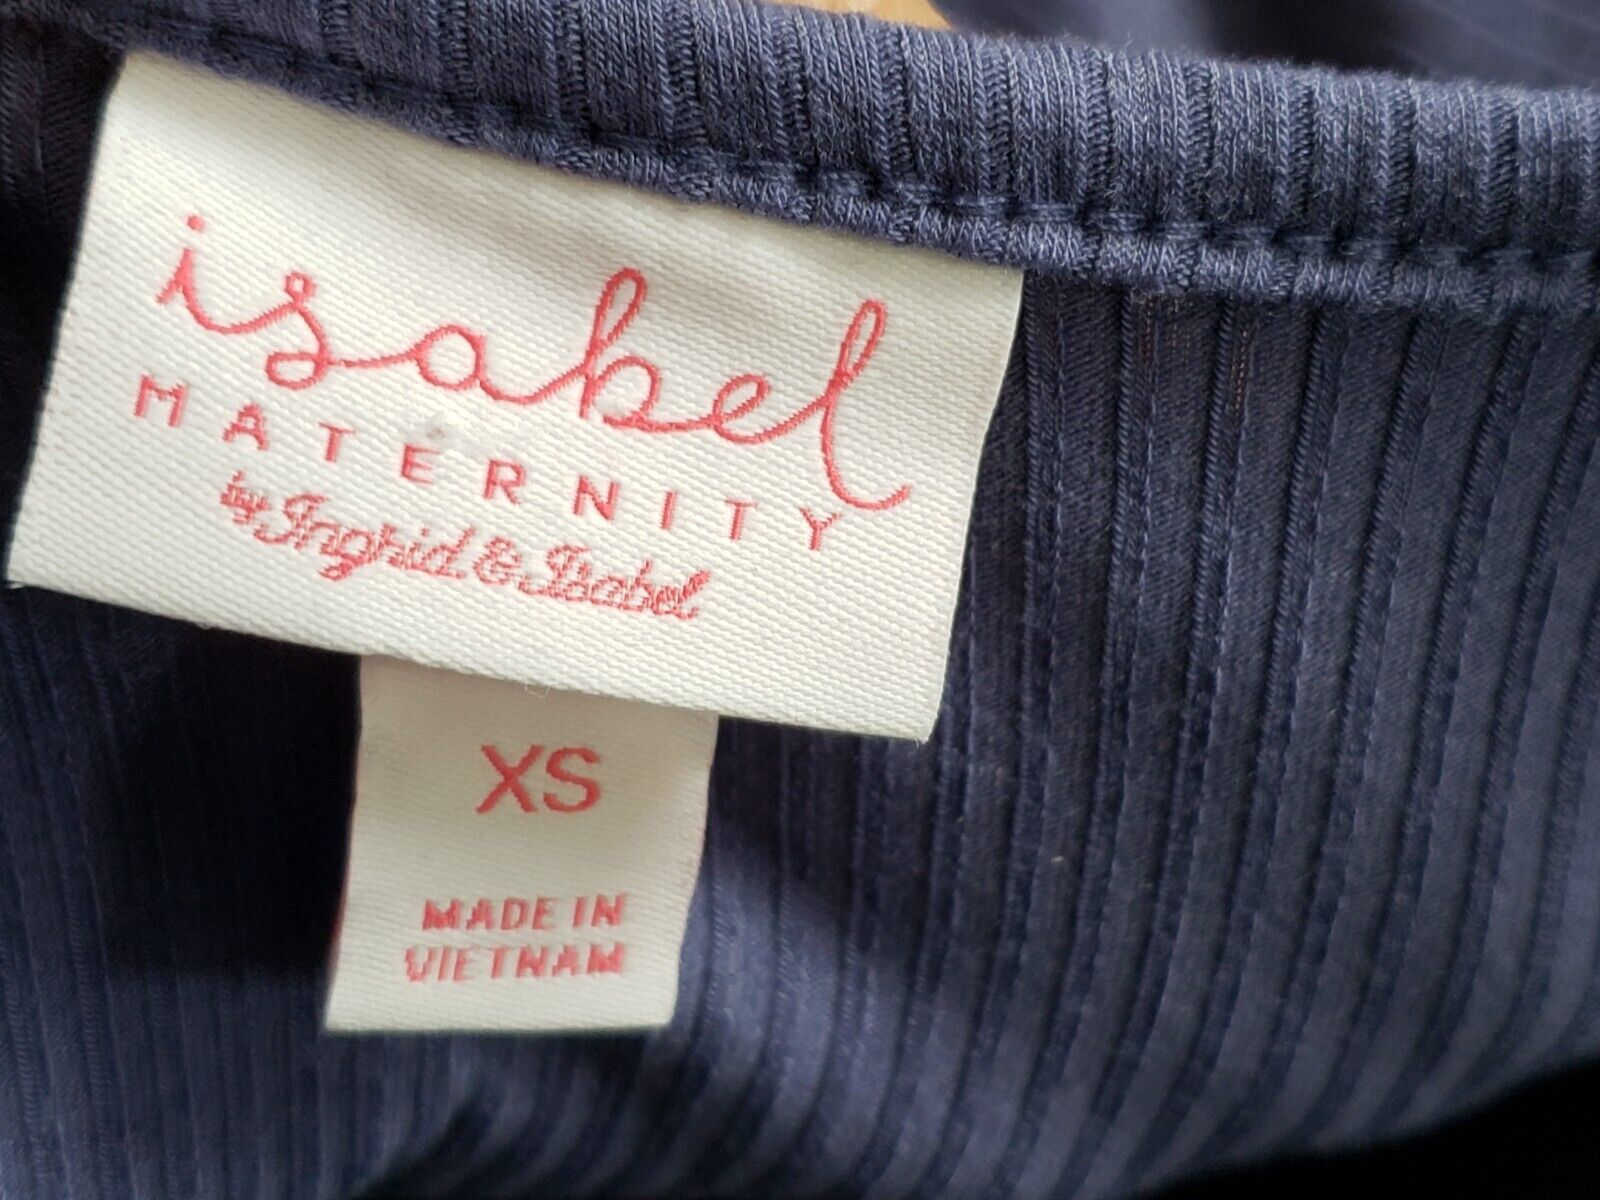 isabel
MATERNITY
by Ingrid & Isabel
XS
MADE IN
VIETNAM